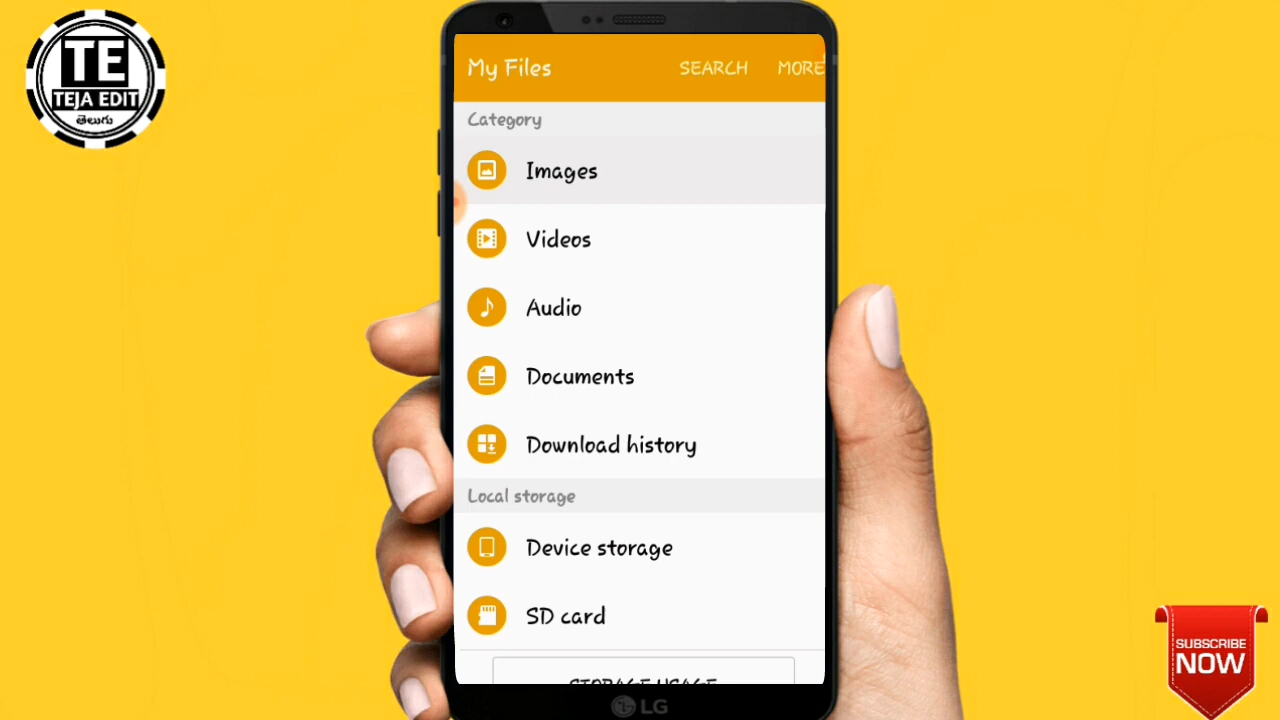 TE
TEJA EDIT
తెలుగు
My Files
SEARCH
MORE
Category
Images
Videos
Audio
Documents
Download history
Local storage
Device storage
SD card
STORAGE USAGE
LG
SUBSCRIBE
NOW